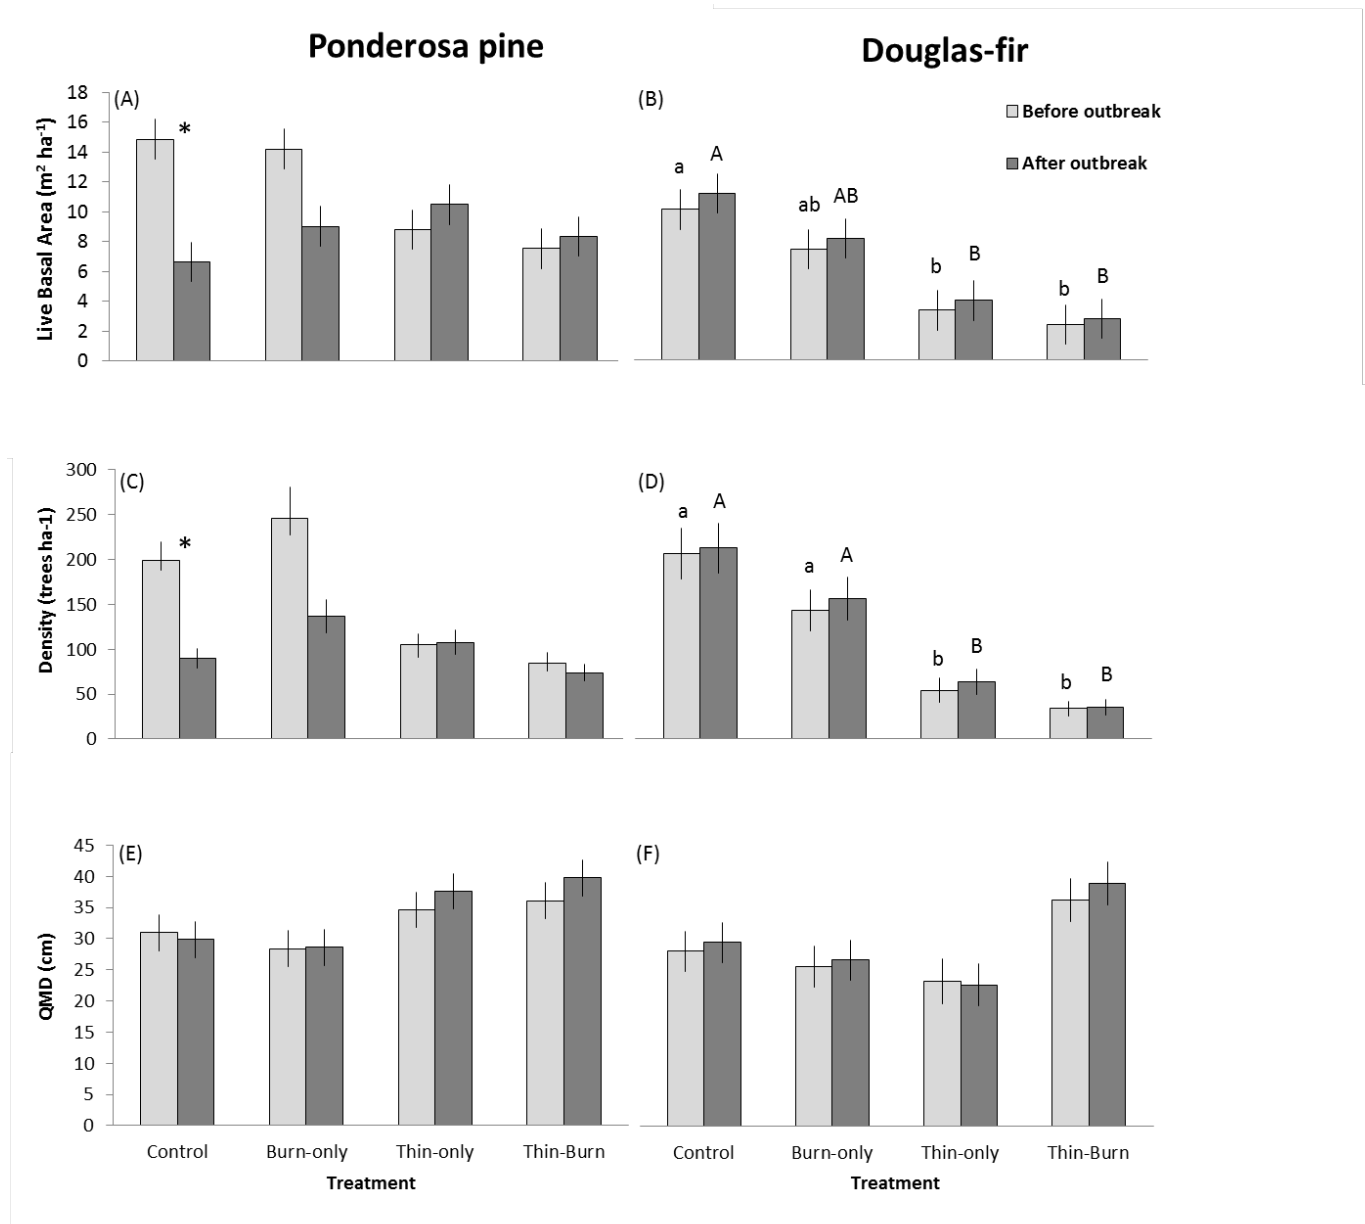 Ponderosa pine
Douglas-fir
(A)
(B)
Before outbreak
After outbreak
Live Basal Area (m² ha⁻¹)
18
16
14
12
10
8
6
4
2
0
*
a A
ab AB
b B
b B
(C)
(D)
Density (trees ha-1)
300
250
200
150
100
50
0
*
a A
a A
b B
b B
(E)
(F)
QMD (cm)
45
40
35
30
25
20
15
10
5
0
Control Burn-only Thin-only Thin-Burn
Control Burn-only Thin-only Thin-Burn
Treatment
Treatment